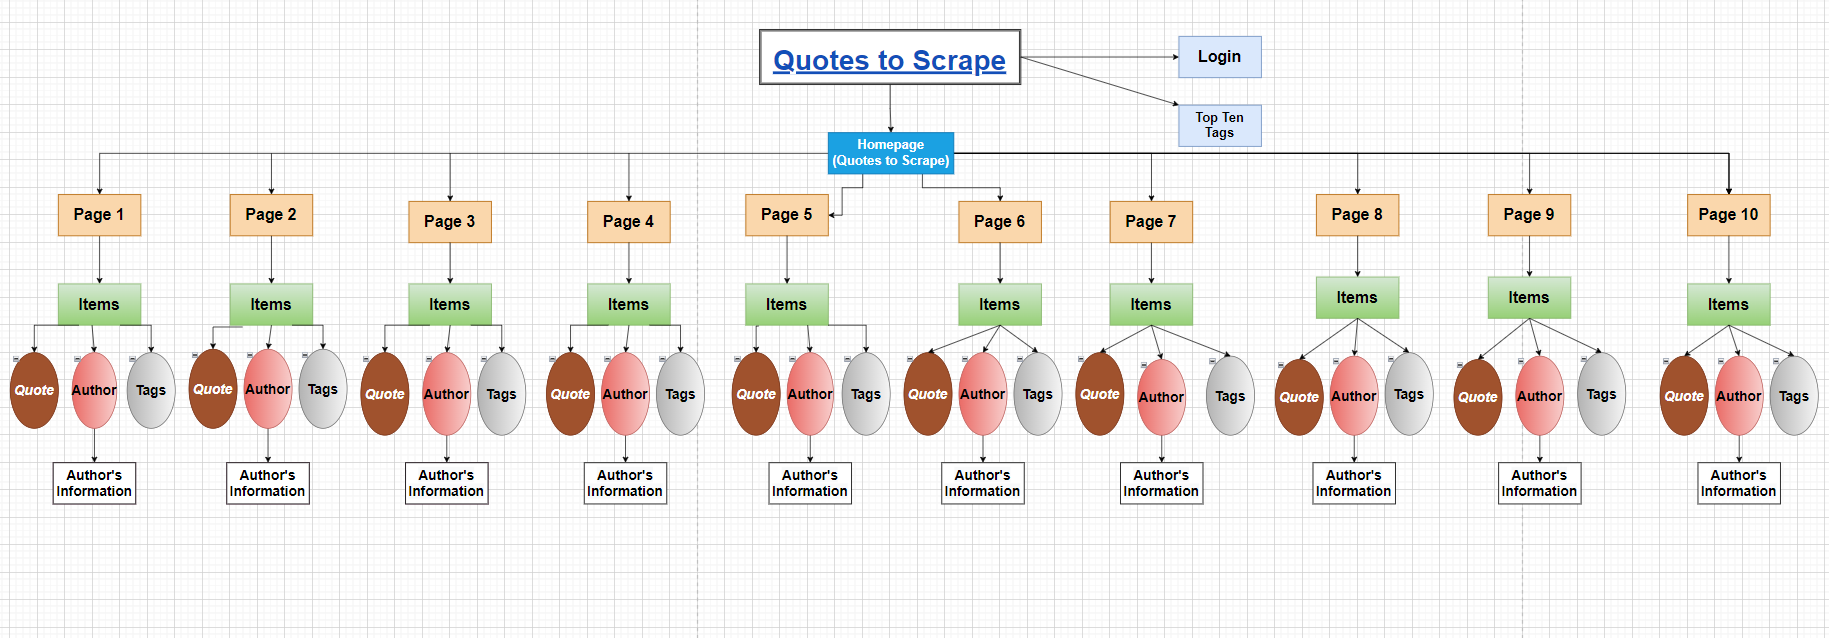 Quotes to Scrape
Login
Top Ten
Tags
Homepage
(Quotes to Scrape)
Page 1
Page 2
Page 3
Page 4
Page 5
Page 6
Page 7
Page 8
Page 9
Page 10
Items
Items
Items
Items
Items
Items
Items
Items
Items
Items
Quote
Author
Tags
Quote
Author
Tags
Quote
Author
Tags
Quote
Author
Tags
Quote
Author
Tags
Quote
Author
Tags
Quote
Author
Tags
Quote
Author
Tags
Quote
Author
Tags
Quote
Author
Tags
Author's
Information
Author's
Information
Author's
Information
Author's
Information
Author's
Information
Author's
Information
Author's
Information
Author's
Information
Author's
Information
Author's
Information